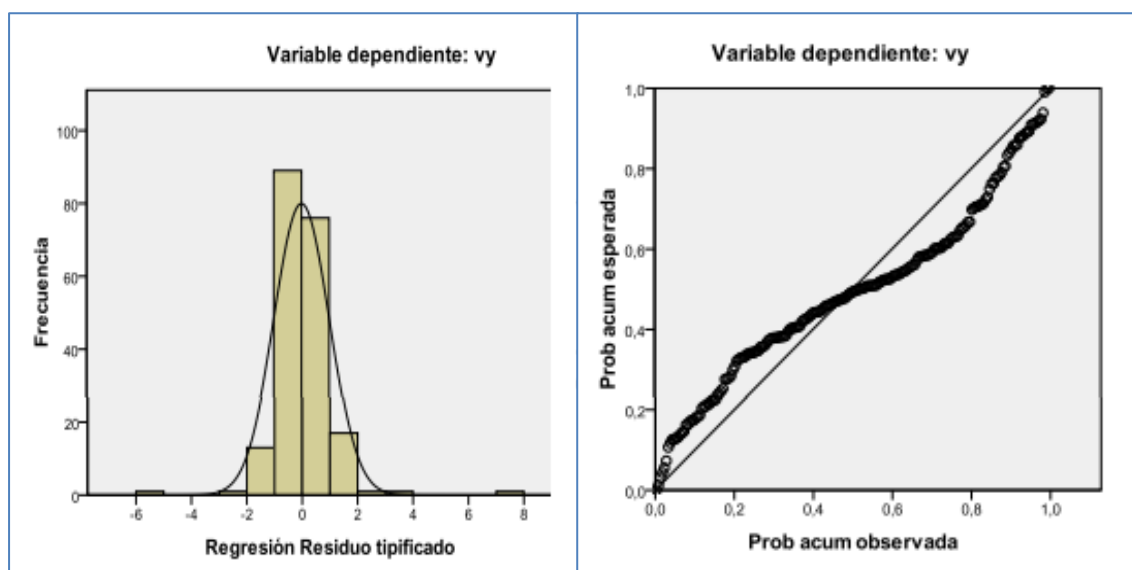 Variable dependiente: vy
100
80
60
40
20
0
Frecuencia
-6 -4 -2 0 2 4 6 8
Regresión Residuo tipificado
Variable dependiente: vy
1,0
0,8
0,6
0,4
0,2
0,0
Prob acum esperada
0,0 0,2 0,4 0,6 0,8 1,0
Prob acum observada